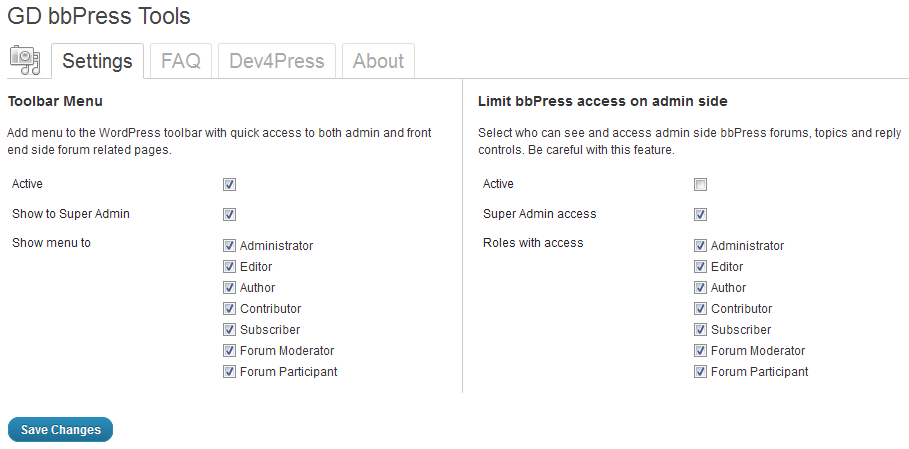 GD bbPress Tools
Settings
FAQ
Dev4Press
About
Toolbar Menu
Add menu to the WordPress toolbar with quick access to both admin and front
end side forum related pages.
Active
Show to Super Admin
Show menu to
Administrator
Editor
Author
Contributor
Subscriber
Forum Moderator
Forum Participant
Limit bbPress access on admin side
Select who can see and access admin side bbPress forums, topics and reply
controls. Be careful with this feature.
Active
Super Admin access
Roles with access
Administrator
Editor
Author
Contributor
Subscriber
Forum Moderator
Forum Participant
Save Changes